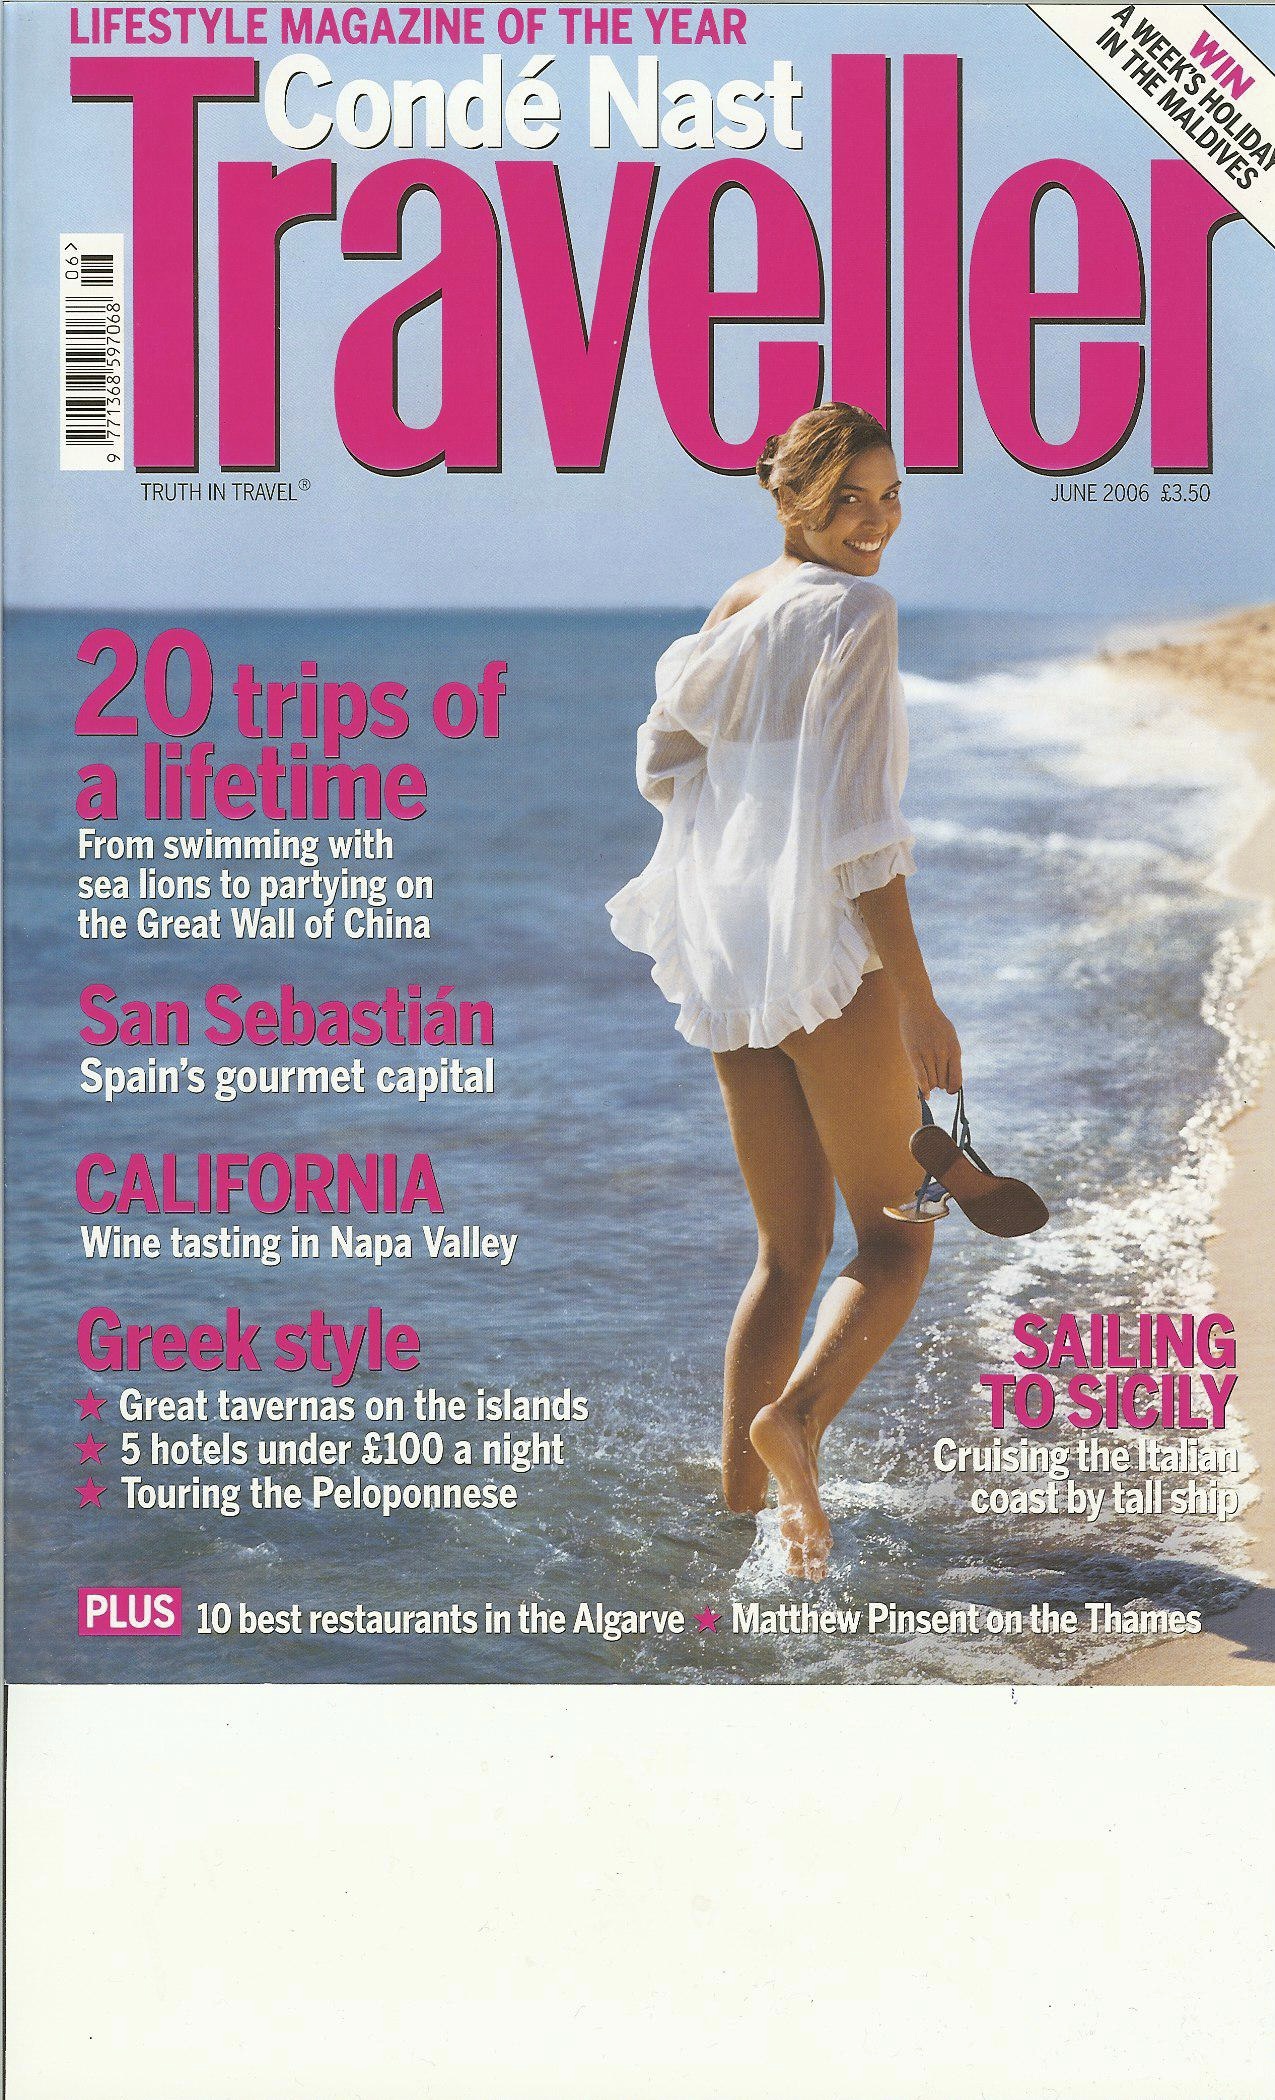 LIFESTYLE MAGAZINE OF THE YEAR
Condé Nast
Traveller
WIN
A WEEK'S HOLIDAY
IN THE MALDIVES
06>
9 771368 597068
TRUTH IN TRAVEL®
JUNE 2006 £3.50
20 trips of
a lifetime
From swimming with
sea lions to partying on
the Great Wall of China
San Sebastián
Spain's gourmet capital
CALIFORNIA
Wine tasting in Napa Valley
Greek style
★ Great tavernas on the islands
★ 5 hotels under £100 a night
★ Touring the Peloponnese
SAILING
TO SICILY
Cruising the Italian
coast by tall ship
PLUS 10 best restaurants in the Algarve ★ Matthew Pinsent on the Thames